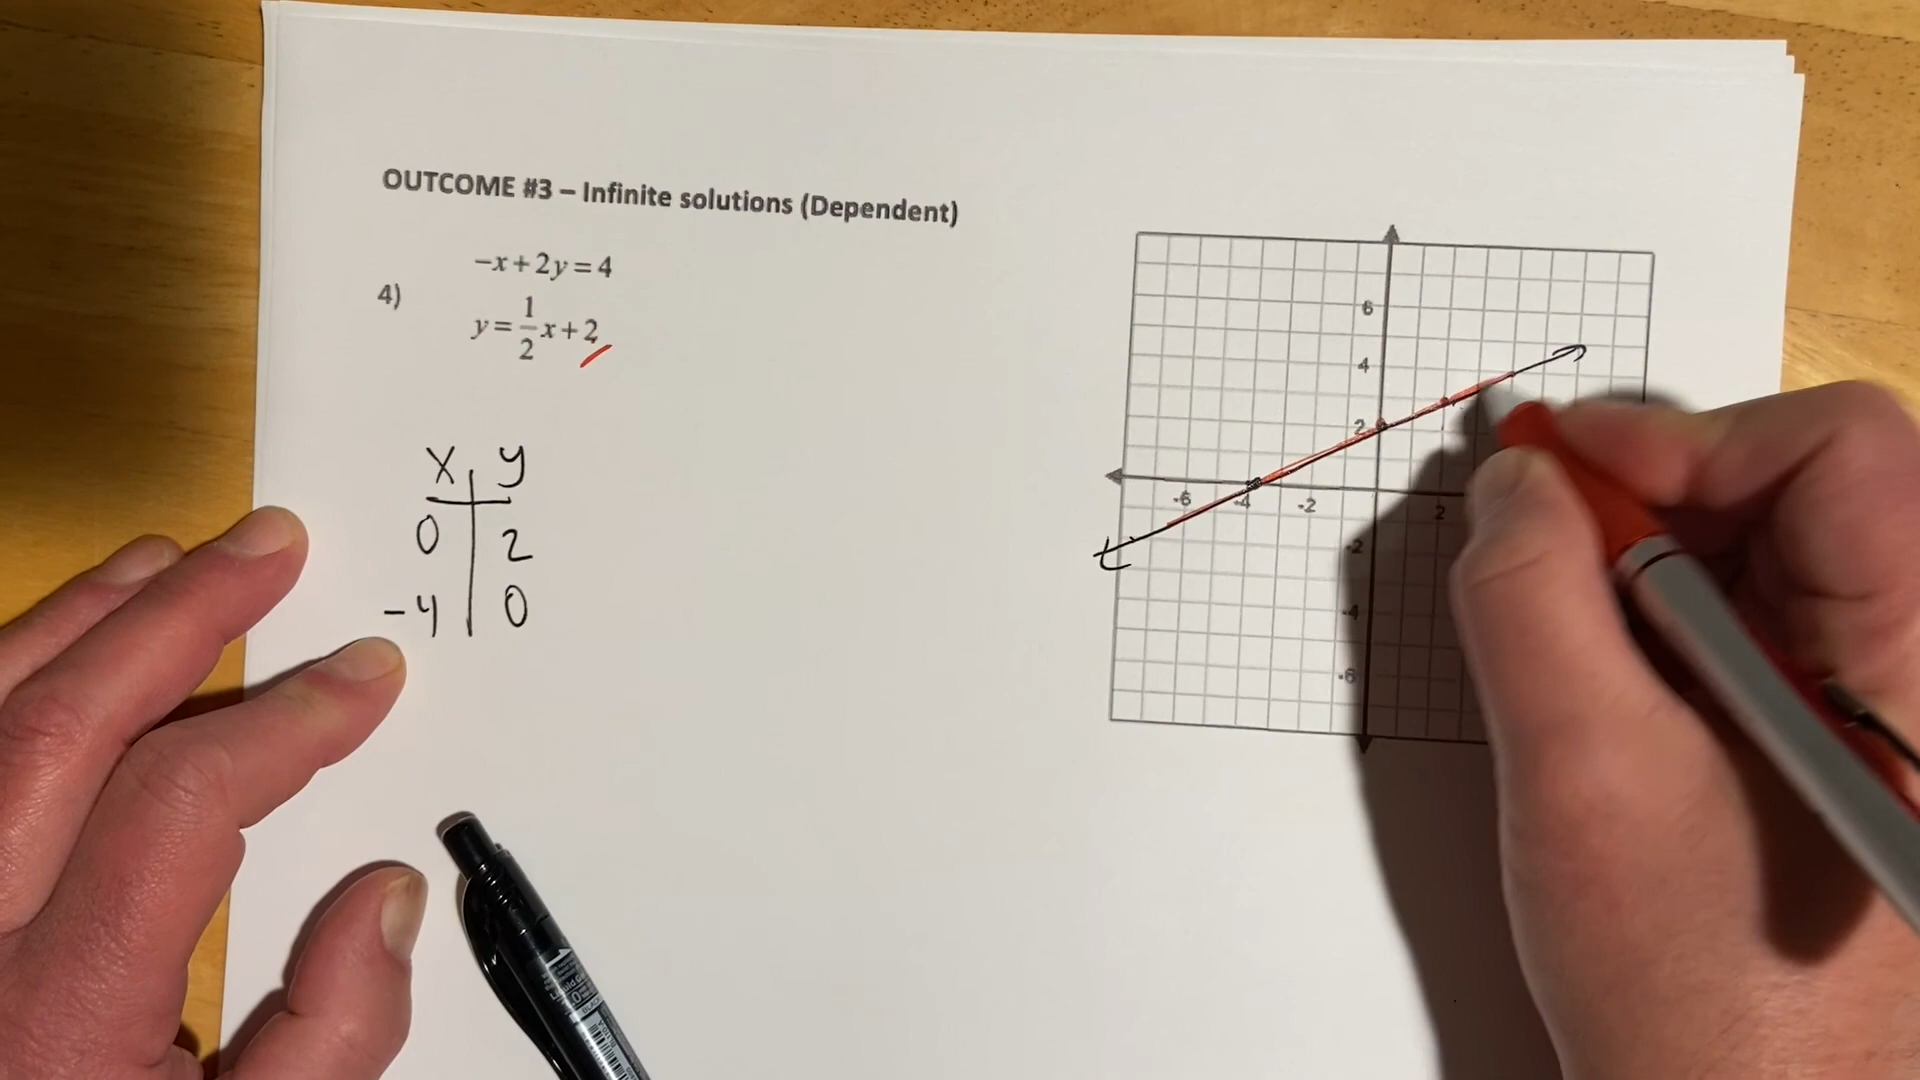 OUTCOME #3 – Infinite solutions (Dependent)
4)
-x+2y=4
y=1/2x+2
x y
0 2
-4 0
6
4
2
-6 -4 -2 2
-2
-4
-6